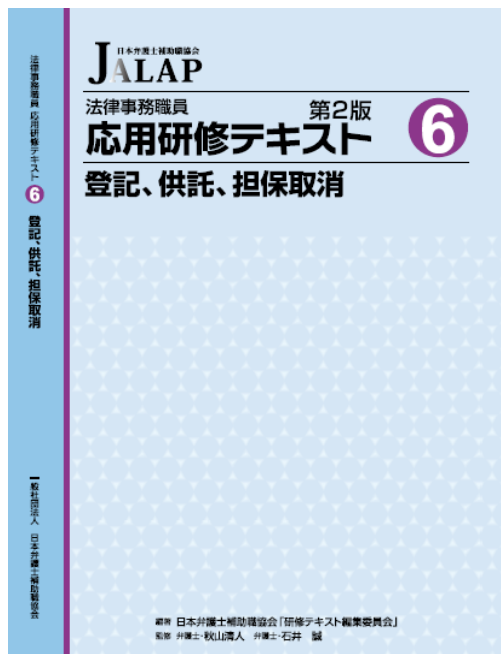 法律事務職員 応用研修テキスト 6 登記、供託、担保取消
一般社団法人 日本弁護士補助職協会
日本弁護士補助職協会
JALAP
法律事務職員 第2版
応用研修テキスト 6
登記、供託、担保取消
編著 日本弁護士補助職協会「研修テキスト編集委員会」
監修 弁護士・秋山清人 弁護士・石井 誠